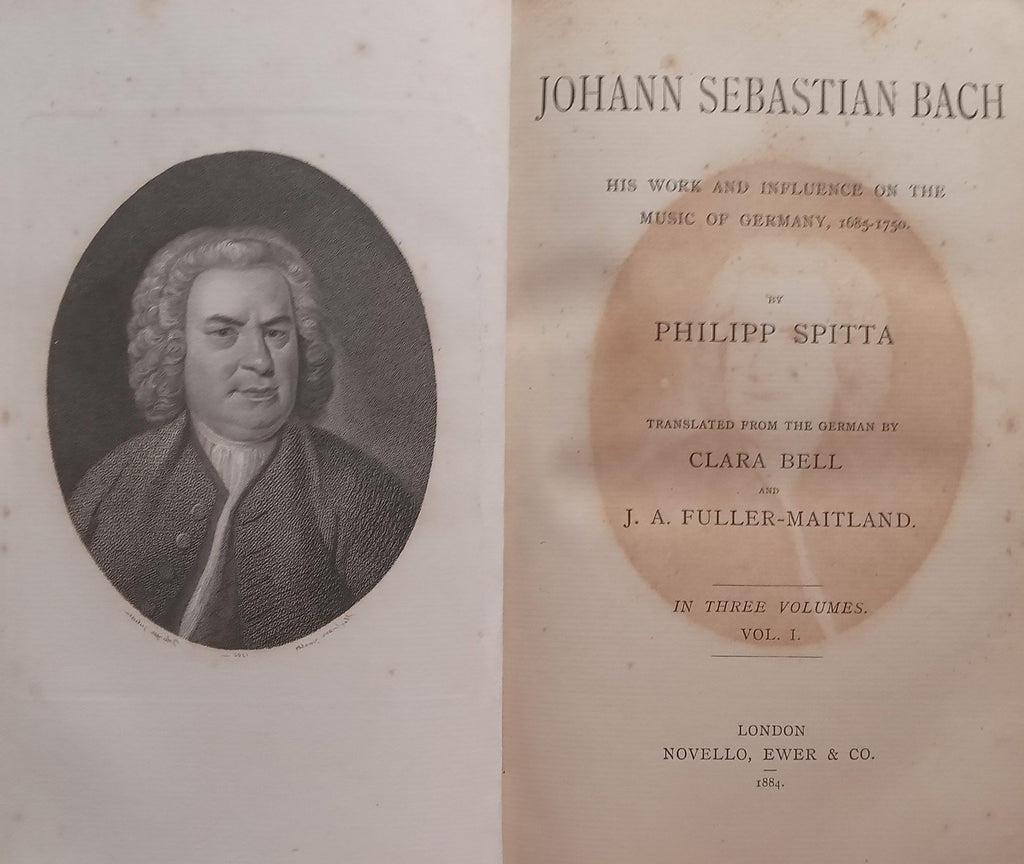 JOHANN SEBASTIAN BACH
HIS WORK AND INFLUENCE ON THE
MUSIC OF GERMANY, 1685-1750.
BY
PHILIPP SPITTA
TRANSLATED FROM THE GERMAN BY
CLARA BELL
AND
J. A. FULLER-MAITLAND.
IN THREE VOLUMES.
VOL. I.
LONDON
NOVELLO, EWER & CO.
1884.